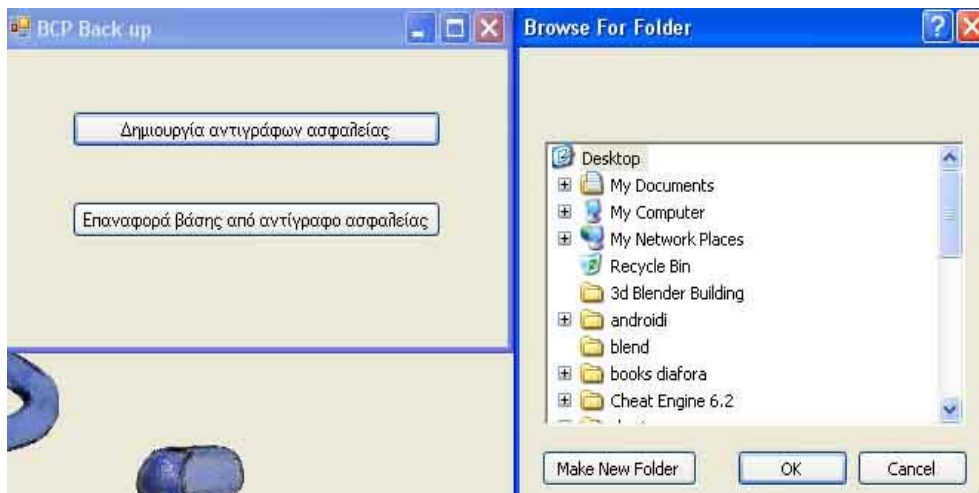 BCP Back up
Δημιουργία αντιγράφων ασφαλείας
Επαναφορά βάσης από αντίγραφο ασφαλείας
Browse For Folder
Desktop
My Documents
My Computer
My Network Places
Recycle Bin
3d Blender Building
androidi
blend
books diafora
Cheat Engine 6.2
Make New Folder
OK
Cancel